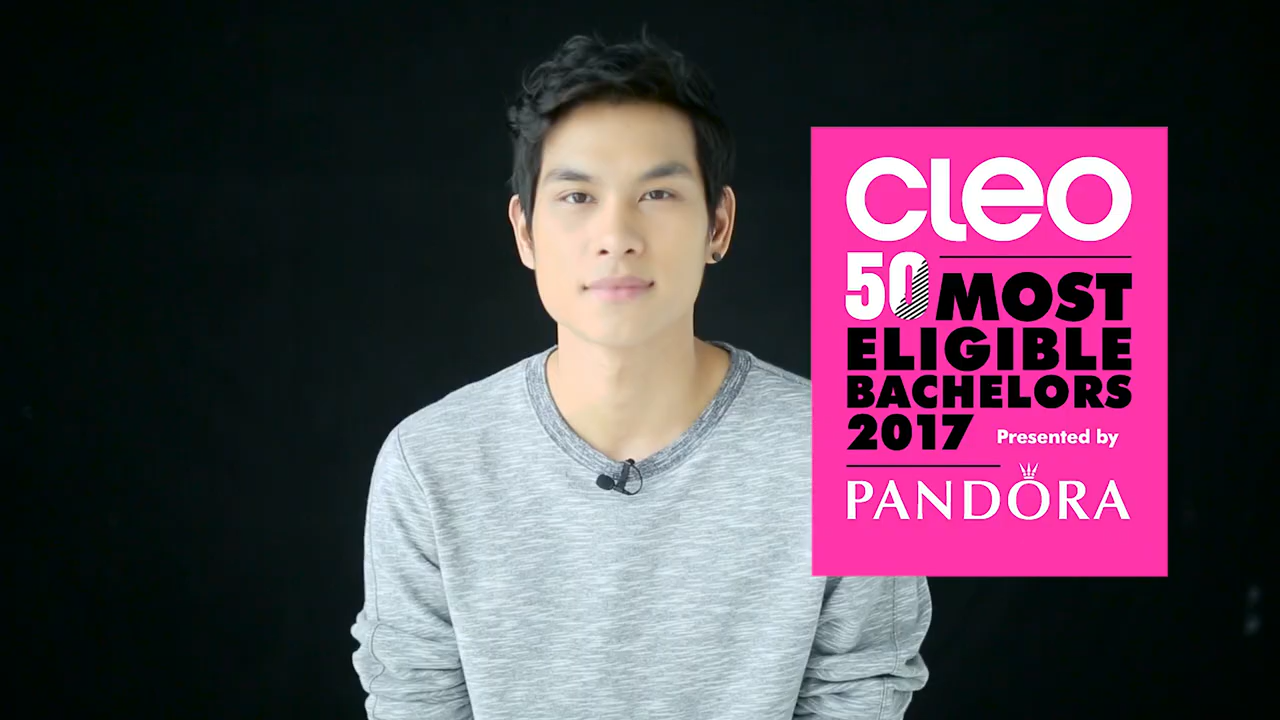 CLEO
50 MOST
ELIGIBLE
BACHELORS
2017 Presented by
PANDORA